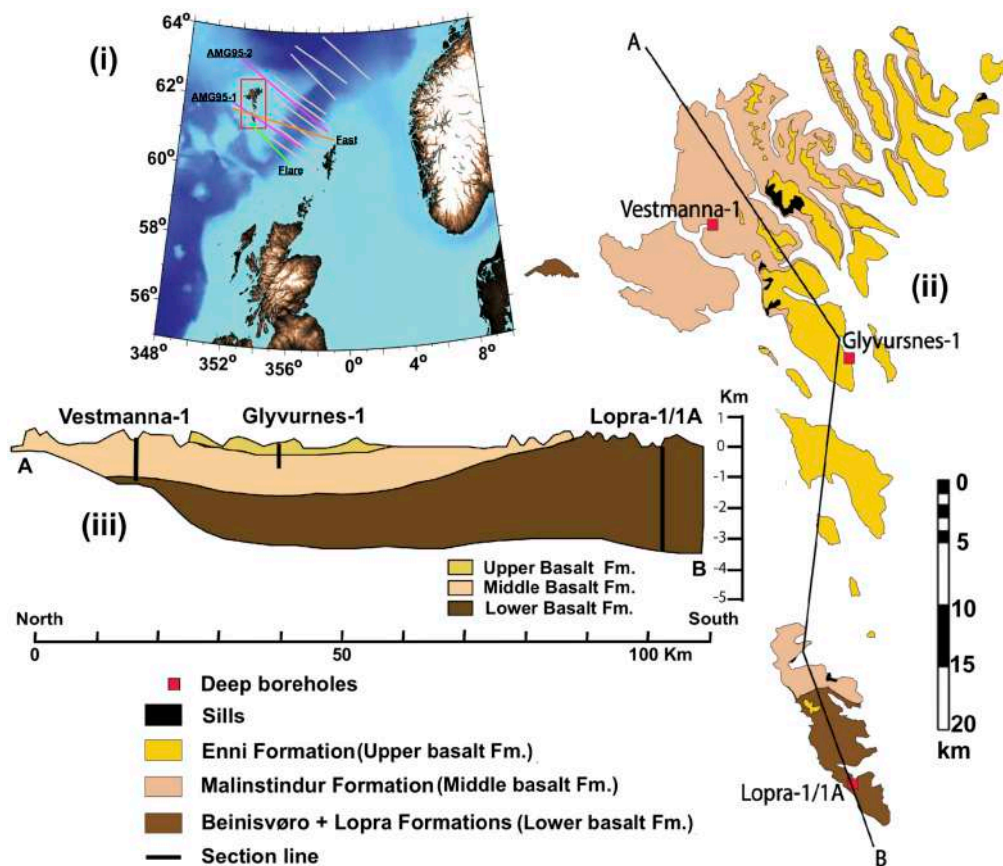 (i)
64°
62°
60°
58°
56°
348°
352°
356°
0°
4°
8°
AMG95-2
AMG95-1
Fast
Flare
(ii)
A
Vestmanna-1
Glyvursnes-1
Lopra-1/1A
B
0
5
10
15
20
km
(iii)
Vestmanna-1
Glyvurnes-1
Lopra-1/1A
Km
1
0
-1
-2
-3
-4
-5
A
B
Upper Basalt Fm.
Middle Basalt Fm.
Lower Basalt Fm.
North
South
0
50
100 Km
Deep boreholes
Sills
Enni Formation (Upper basalt Fm.)
Malinstindur Formation (Middle basalt Fm.)
Beinisvøro + Lopra Formations (Lower basalt Fm.)
Section line